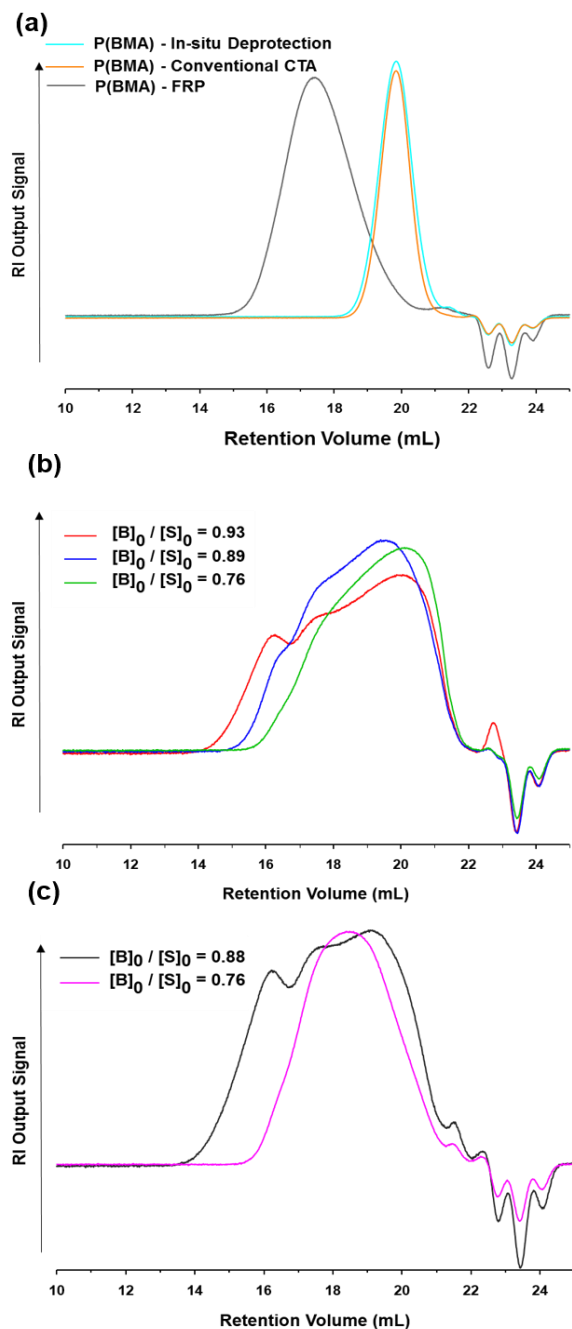 (a)
P(BMA) - In-situ Deprotection
P(BMA) - Conventional CTA
P(BMA) - FRP
RI Output Signal
10 12 14 16 18 20 22 24
Retention Volume (mL)
(b)
[B]0 / [S]0 = 0.93
[B]0 / [S]0 = 0.89
[B]0 / [S]0 = 0.76
RI Output Signal
10 12 14 16 18 20 22 24
Retention Volume (mL)
(c)
[B]0 / [S]0 = 0.88
[B]0 / [S]0 = 0.76
RI Output Signal
10 12 14 16 18 20 22 24
Retention Volume (mL)